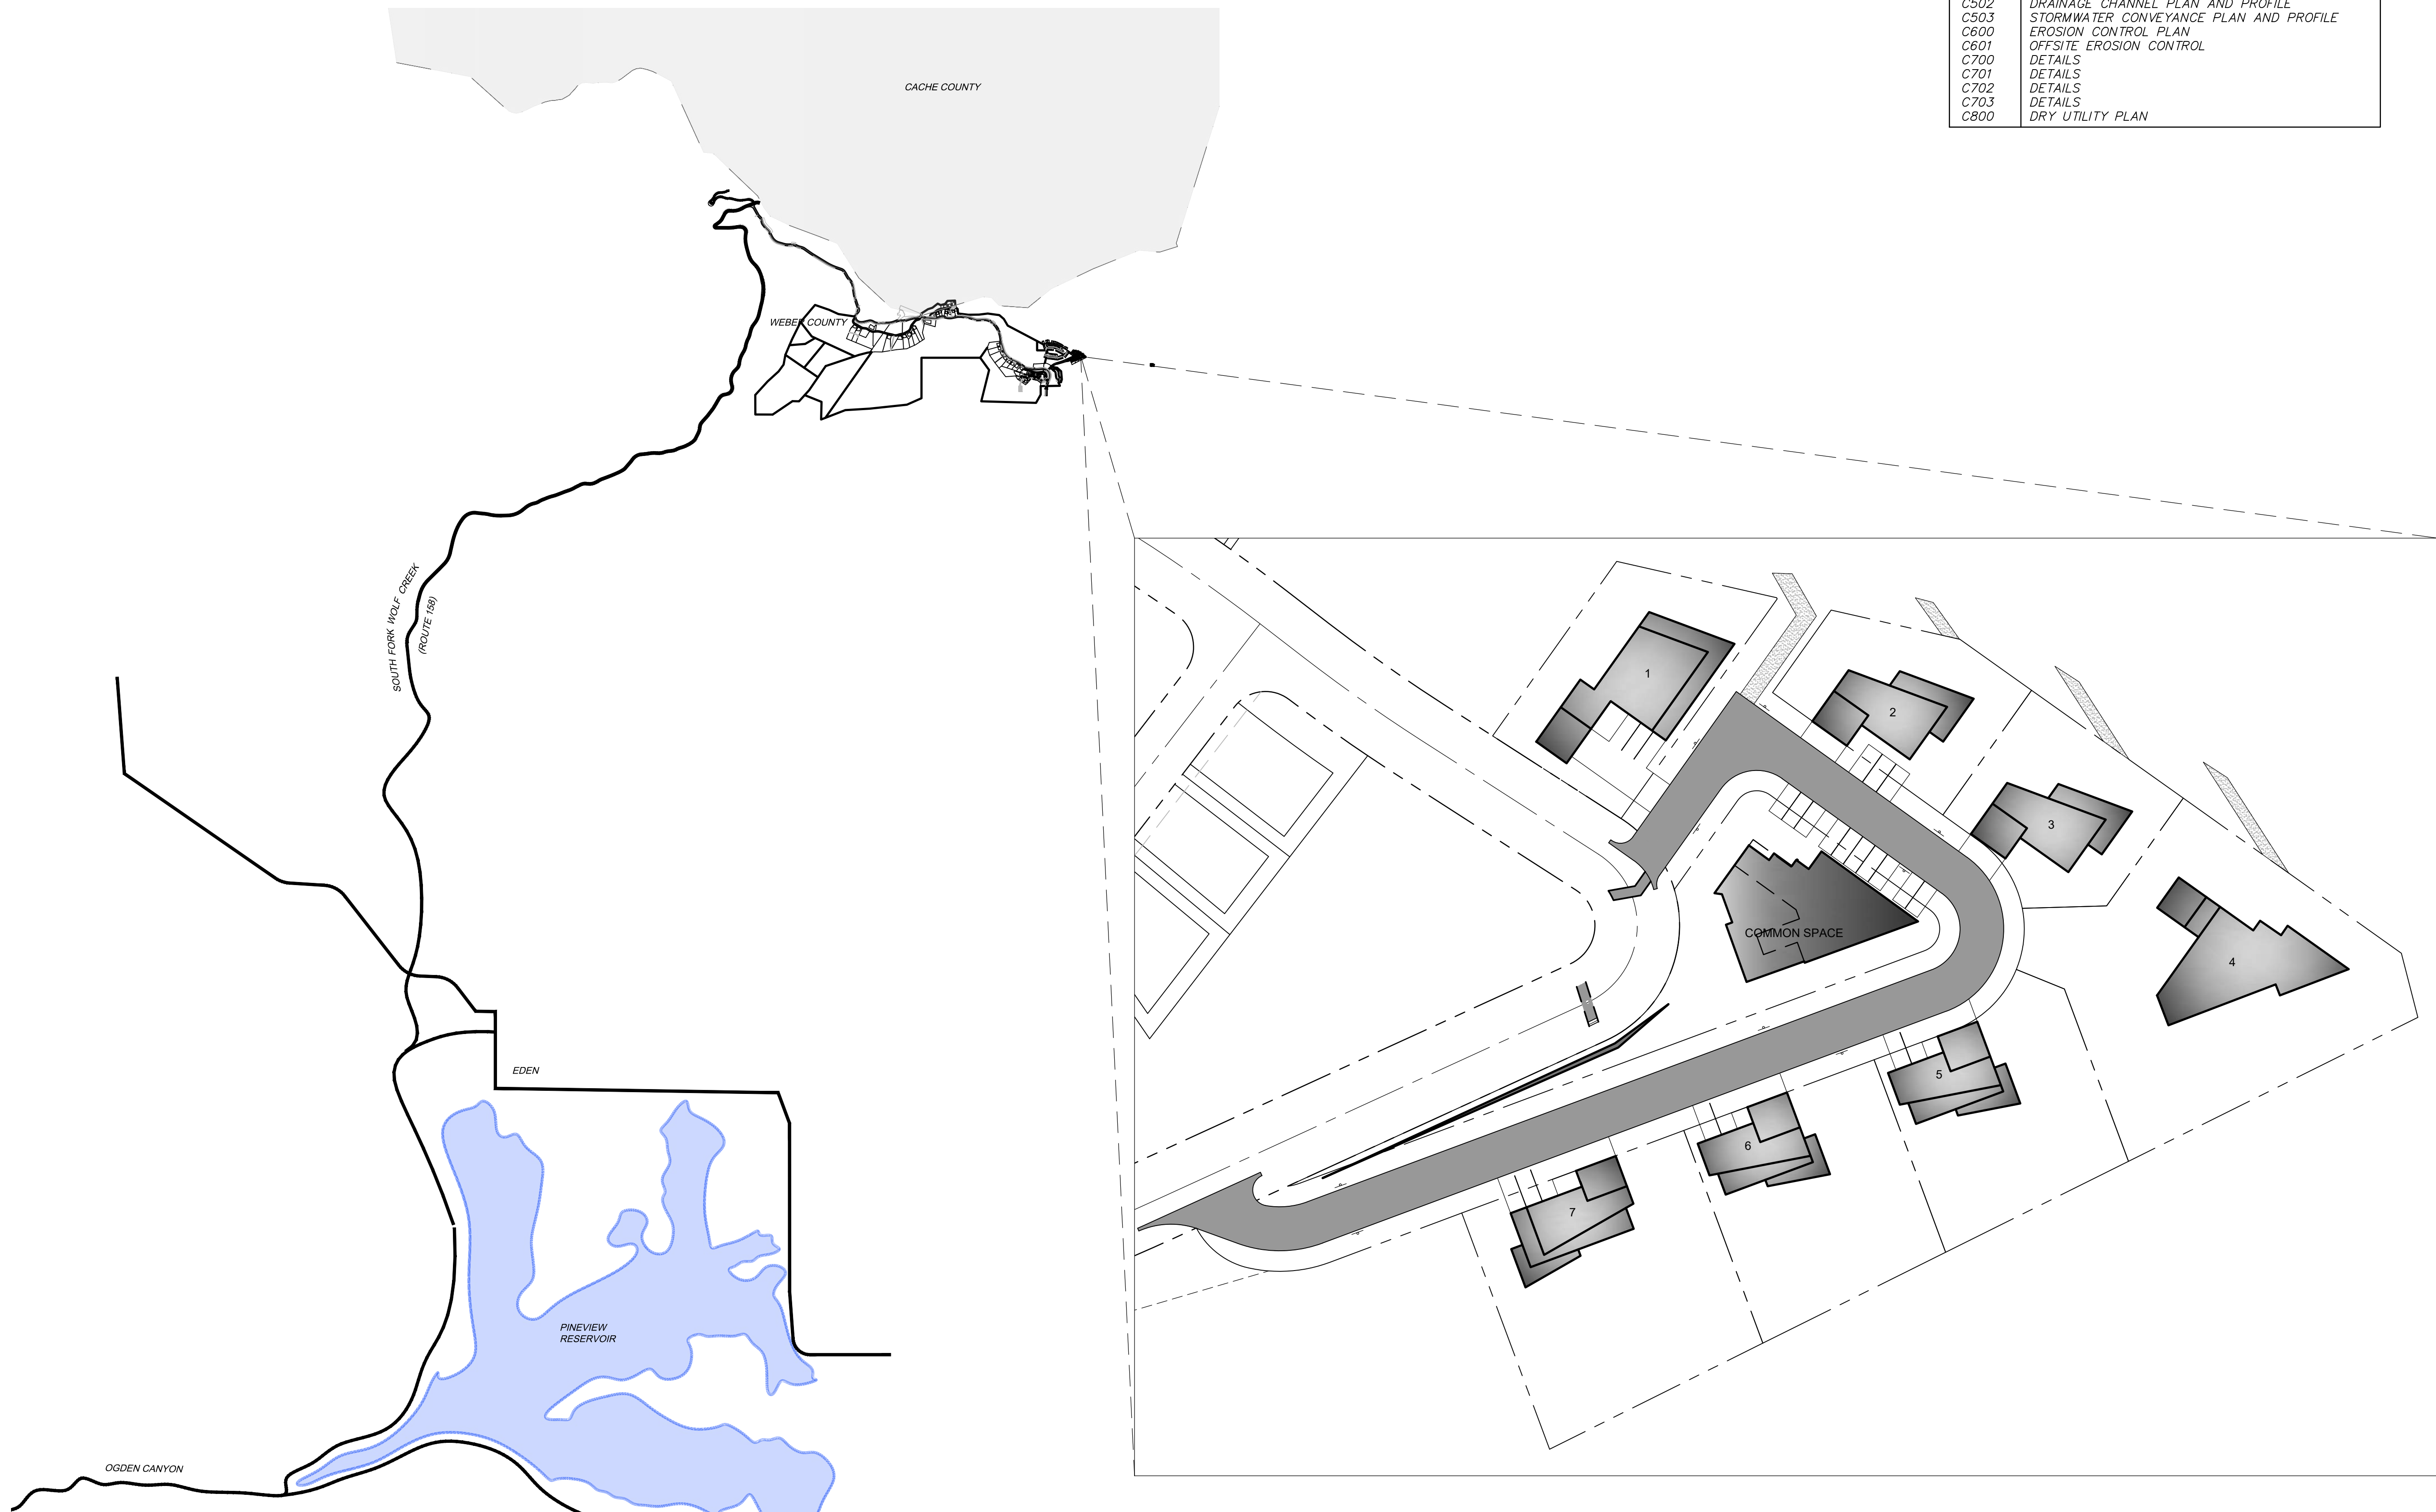 C502 DRAINAGE CHANNEL PLAN AND PROFILE
C503 STORMWATER CONVEYANCE PLAN AND PROFILE
C600 EROSION CONTROL PLAN
C601 OFFSITE EROSION CONTROL
C700 DETAILS
C701 DETAILS
C702 DETAILS
C703 DETAILS
C800 DRY UTILITY PLAN
CACHE COUNTY
WEBER COUNTY
SOUTH FORK WOLF CREEK
(ROUTE 158)
1
2
3
COMMON SPACE
4
5
6
7
EDEN
PINEVIEW
RESERVOIR
OGDEN CANYON